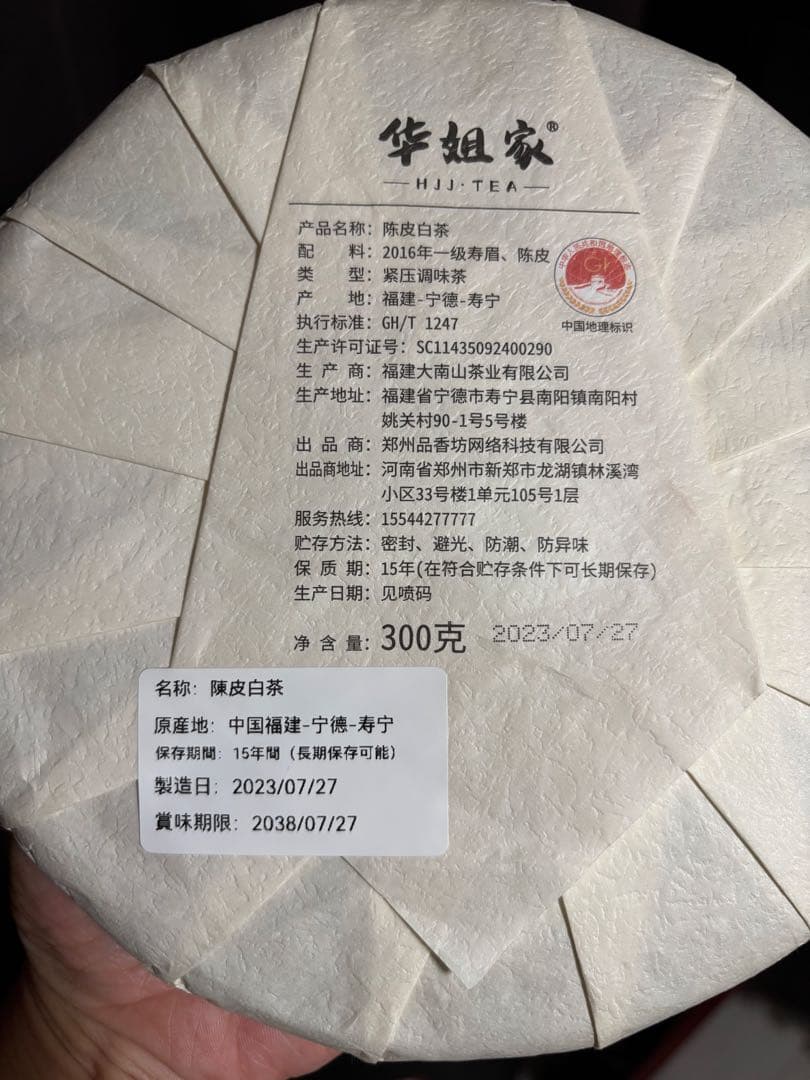 华姐家®
HJJ·TEA
产品名称：陈皮白茶
配 料：2016年一级寿眉、陈皮
类 型：紧压调味茶
产 地：福建-宁德-寿宁
执行标准：GH/T 1247
生产许可证号：SC11435092400290
生 产 商：福建大南山茶业有限公司
生产地址：福建省宁德市寿宁县南阳镇南阳村
姚关村90-1号5号楼
出 品 商：郑州品香坊网络科技有限公司
出品商地址：河南省郑州市新郑市龙湖镇林溪湾
小区33号楼1单元105号1层
服务热线：15544277777
贮存方法：密封、避光、防潮、防异味
保 质 期：15年(在符合贮存条件下可长期保存)
生产日期：见喷码
净 含 量：300克 2023/07/27
中华人民共和国地理标志
GI
中国地理标识
名称：陳皮白茶
原産地：中国福建-宁德-寿宁
保存期間：15年間（長期保存可能）
製造日：2023/07/27
賞味期限：2038/07/27